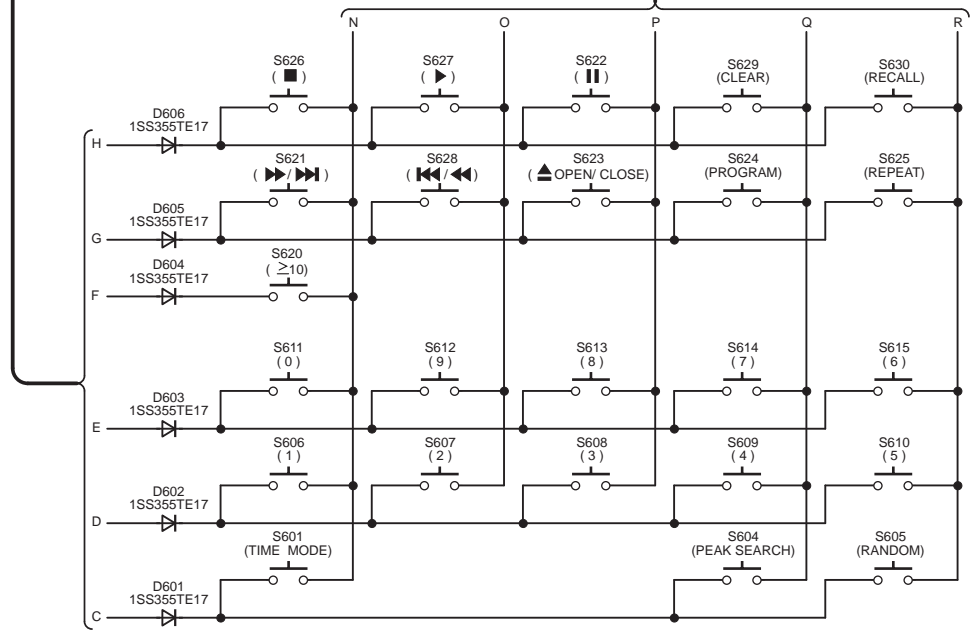 N O P Q R
S626 S627 S622 S629 S630
( ■ ) ( ▶ ) ( ▮▮ ) (CLEAR) (RECALL)
D606
1SS355TE17
H
S621 S628 S623 S624 S625
( ▶▶/▶▶▮ ) ( ▮◀◀/◀◀ ) ( ⏏ OPEN/ CLOSE) (PROGRAM) (REPEAT)
D605
1SS355TE17
G
S620
( ≥10)
D604
1SS355TE17
F
S611 S612 S613 S614 S615
( 0 ) ( 9 ) ( 8 ) ( 7 ) ( 6 )
D603
1SS355TE17
E
S606 S607 S608 S609 S610
( 1 ) ( 2 ) ( 3 ) ( 4 ) ( 5 )
D602
1SS355TE17
D
S601 S604 S605
(TIME MODE) (PEAK SEARCH) (RANDOM)
D601
1SS355TE17
C